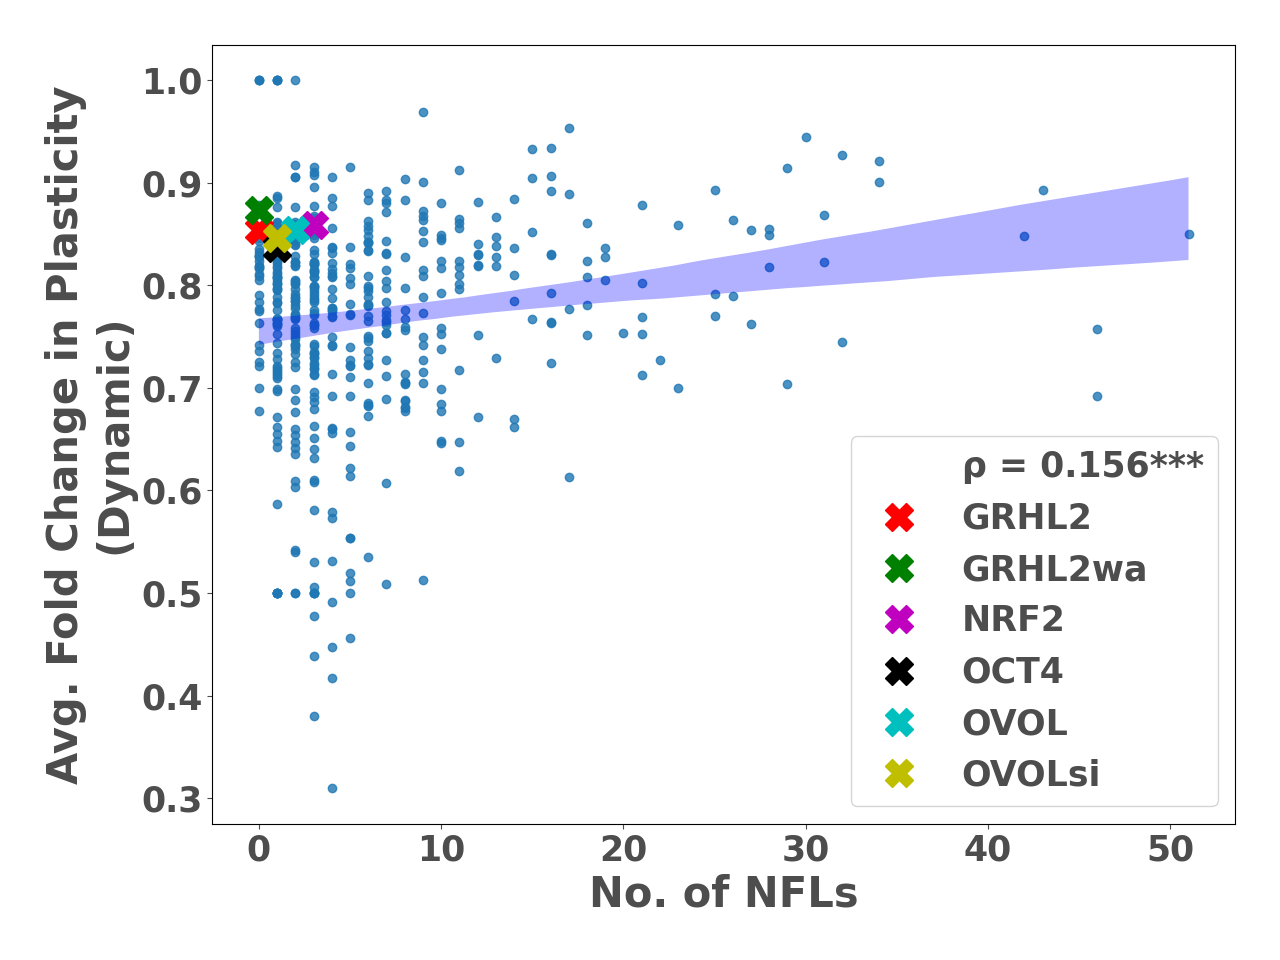 Avg. Fold Change in Plasticity
(Dynamic)
1.0
0.9
0.8
0.7
0.6
0.5
0.4
0.3
0
10
20
30
40
50
No. of NFLs
ρ = 0.156***
GRHL2
GRHL2wa
NRF2
OCT4
OVOL
OVOLsi